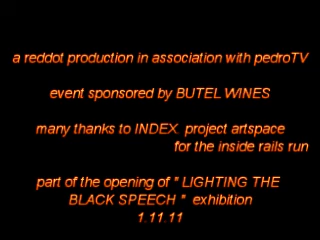 a reddot production in association with pedroTV
event sponsored by BUTEL WINES
many thanks to INDEX project artspace
for the inside rails run
part of the opening of " LIGHTING THE
BLACK SPEECH " exhibition
1.11.11